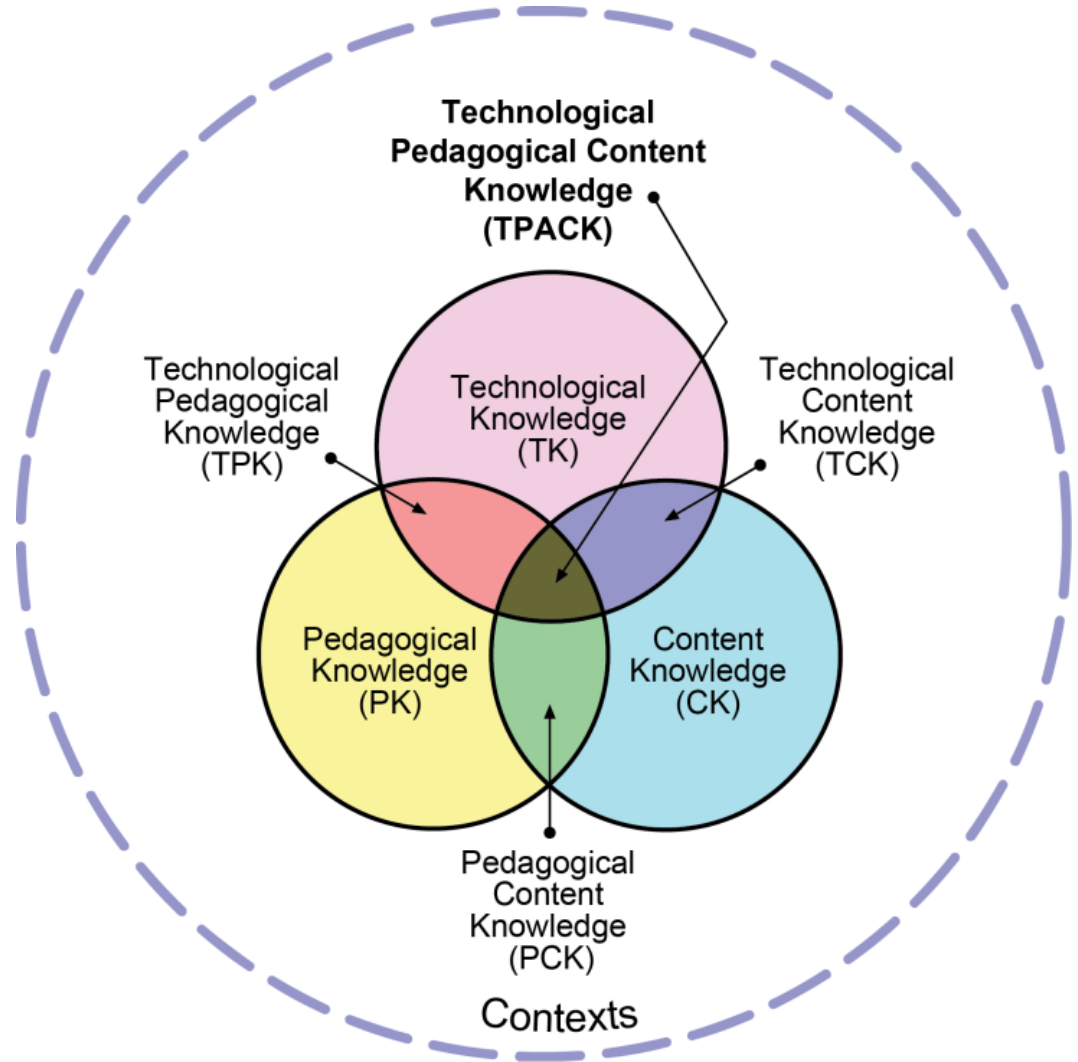 Technological
Pedagogical Content
Knowledge
(TPACK)
Technological
Pedagogical
Knowledge
(TPK)
Technological
Knowledge
(TK)
Technological
Content
Knowledge
(TCK)
Pedagogical
Knowledge
(PK)
Content
Knowledge
(CK)
Pedagogical
Content
Knowledge
(PCK)
Contexts